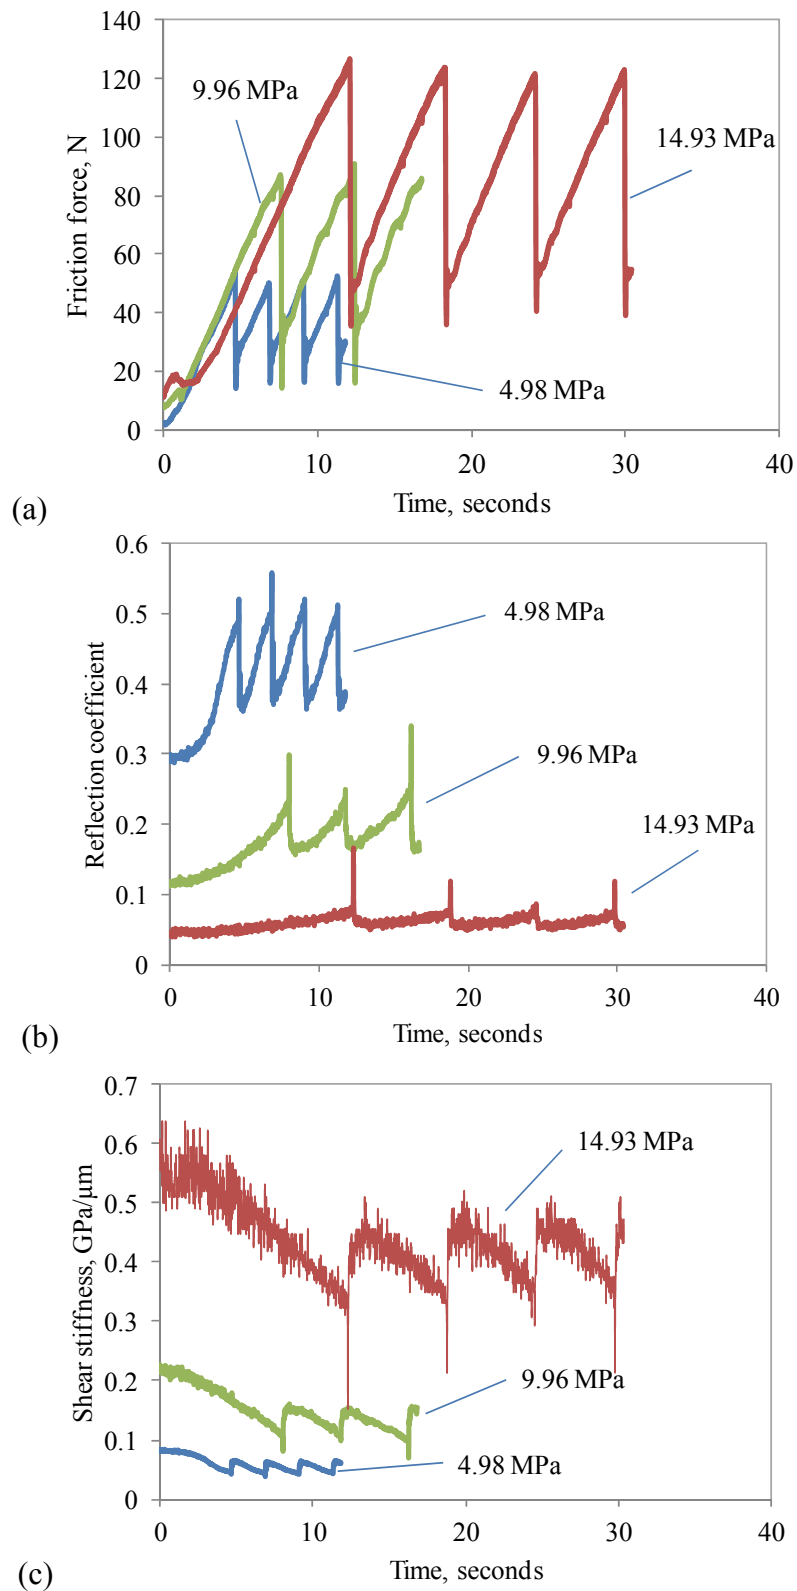 140
120
100
80
60
40
20
0
Friction force, N
9.96 MPa
14.93 MPa
4.98 MPa
0
10
20
30
40
Time, seconds
(a)
0.6
0.5
0.4
0.3
0.2
0.1
0
Reflection coefficient
4.98 MPa
9.96 MPa
14.93 MPa
0
10
20
30
40
Time, seconds
(b)
0.7
0.6
0.5
0.4
0.3
0.2
0.1
0
Shear stiffness, GPa/μm
14.93 MPa
9.96 MPa
4.98 MPa
0
10
20
30
40
Time, seconds
(c)